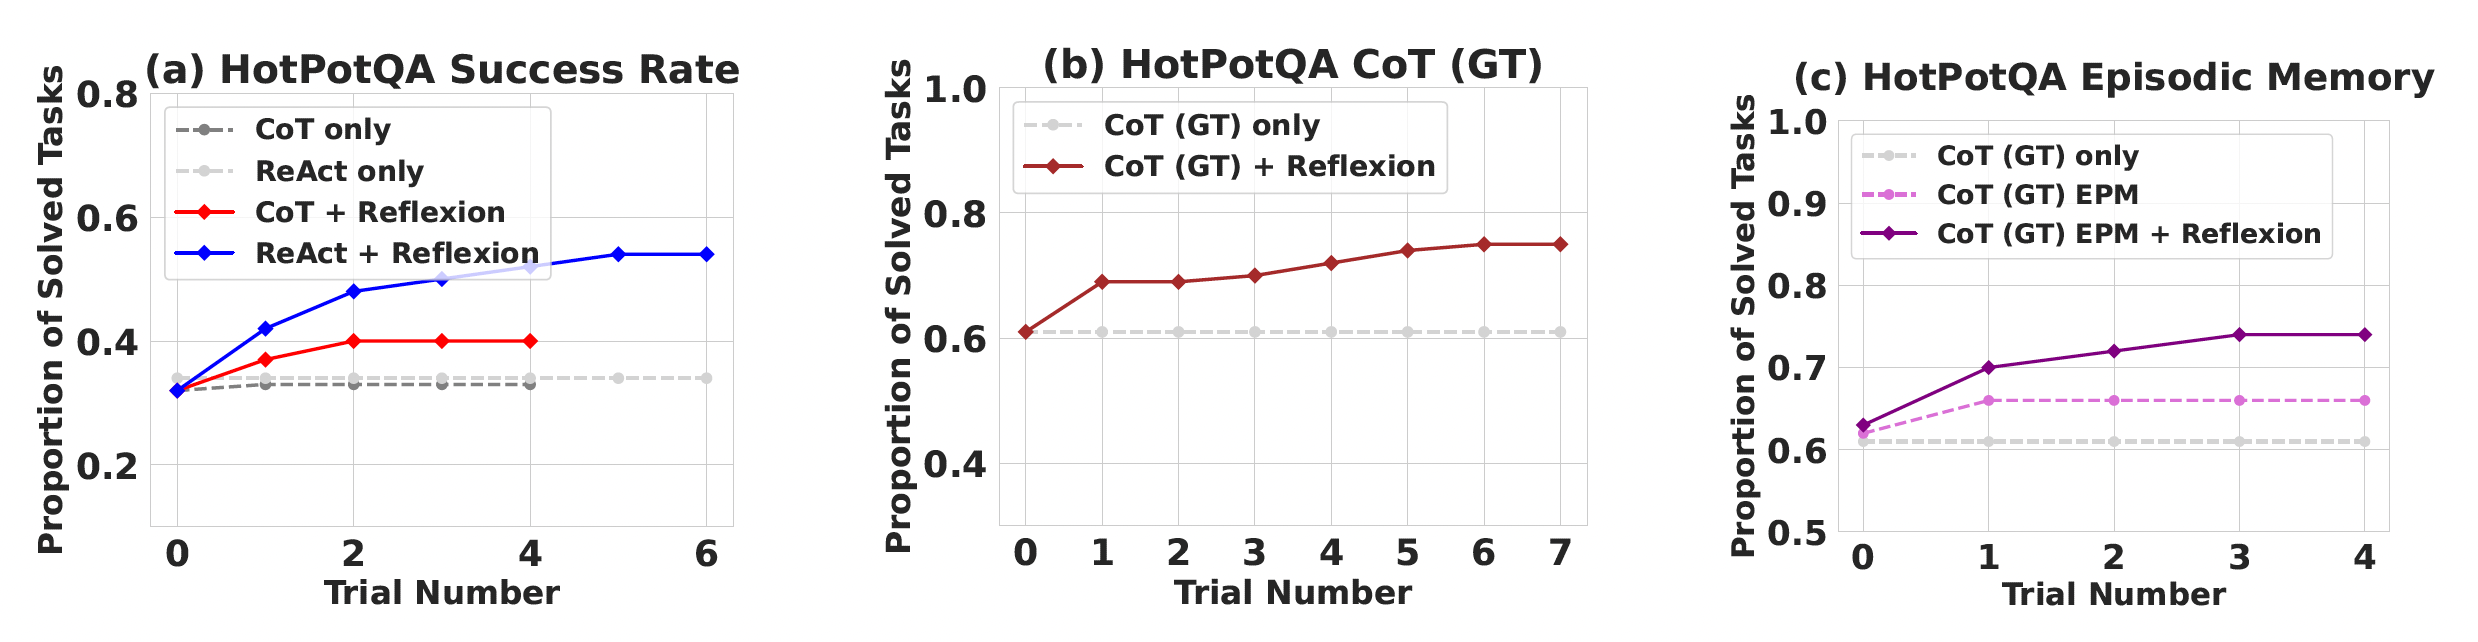 (a) HotPotQA Success Rate
Proportion of Solved Tasks
0.8
0.6
0.4
0.2
CoT only
ReAct only
CoT + Reflexion
ReAct + Reflexion
0 2 4 6
Trial Number
(b) HotPotQA CoT (GT)
Proportion of Solved Tasks
1.0
0.8
0.6
0.4
CoT (GT) only
CoT (GT) + Reflexion
0 1 2 3 4 5 6 7
Trial Number
(c) HotPotQA Episodic Memory
Proportion of Solved Tasks
1.0
0.9
0.8
0.7
0.6
0.5
CoT (GT) only
CoT (GT) EPM
CoT (GT) EPM + Reflexion
0 1 2 3 4
Trial Number